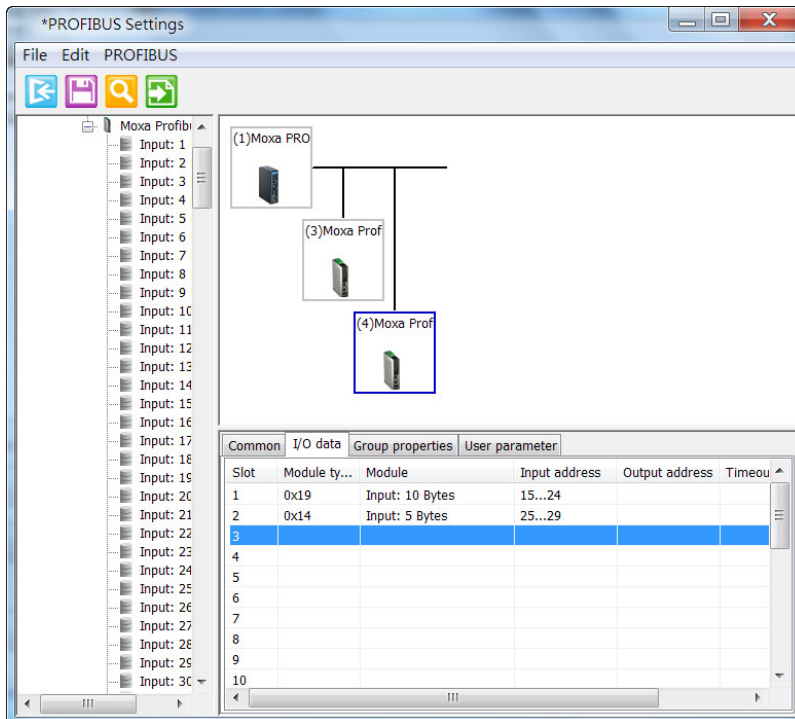 *PROFIBUS Settings
File Edit PROFIBUS
Moxa Profib
Input: 1
Input: 2
Input: 3
Input: 4
Input: 5
Input: 6
Input: 7
Input: 8
Input: 9
Input: 10
Input: 11
Input: 12
Input: 13
Input: 14
Input: 15
Input: 16
Input: 17
Input: 18
Input: 19
Input: 20
Input: 21
Input: 22
Input: 23
Input: 24
Input: 25
Input: 26
Input: 27
Input: 28
Input: 29
Input: 30
(1)Moxa PRO
(3)Moxa Prof
(4)Moxa Prof
Common I/O data Group properties User parameter
Slot Module ty... Module Input address Output address Timeou
1 0x19 Input: 10 Bytes 15...24
2 0x14 Input: 5 Bytes 25...29
3
4
5
6
7
8
9
10